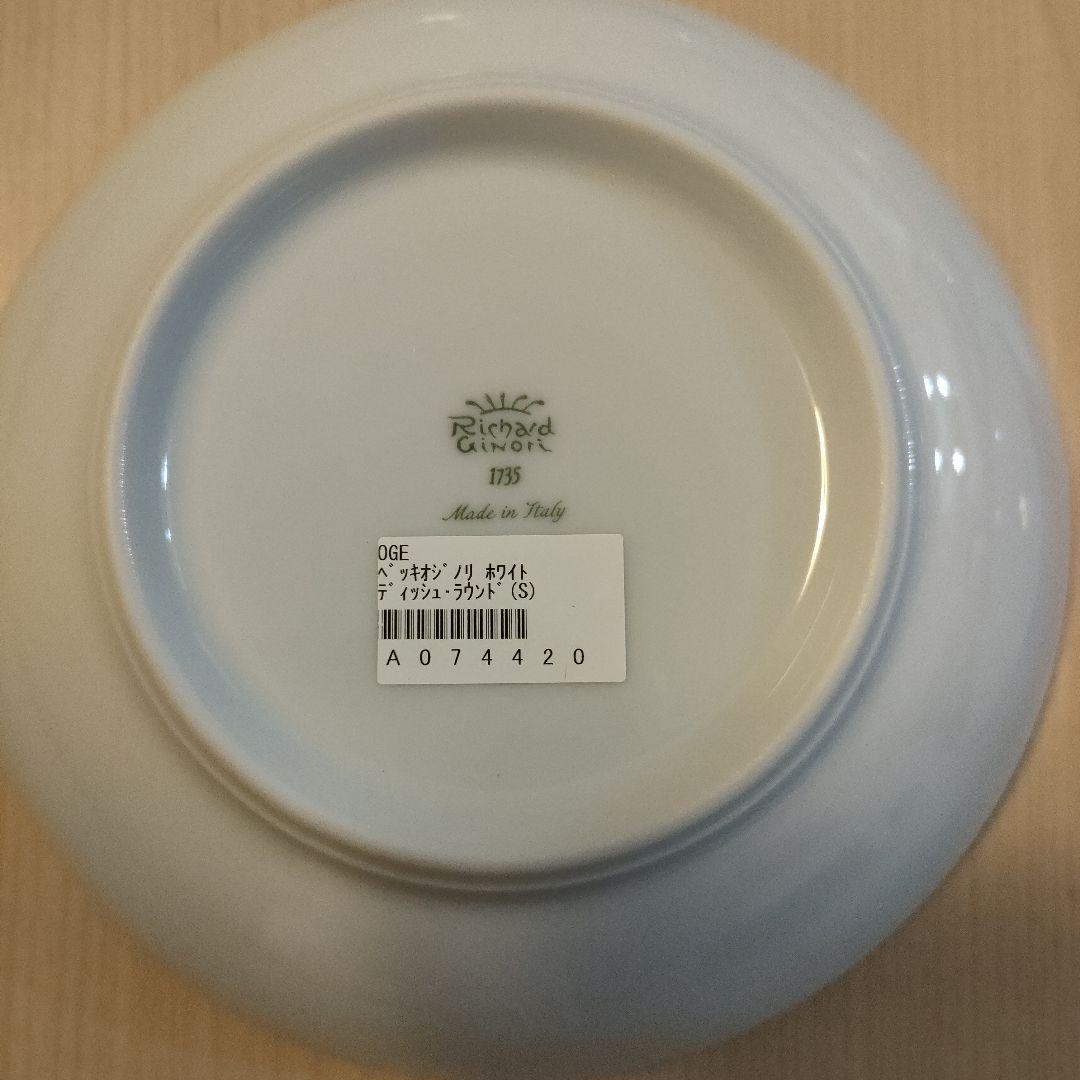 Richard
GiNori
1735
Made in Italy
OGE
ﾍﾞｯｷｵｼﾞﾉﾘ ﾎﾜｲﾄ
ﾃﾞｨｯｼｭ･ﾗｳﾝﾄﾞ(S)
A074420